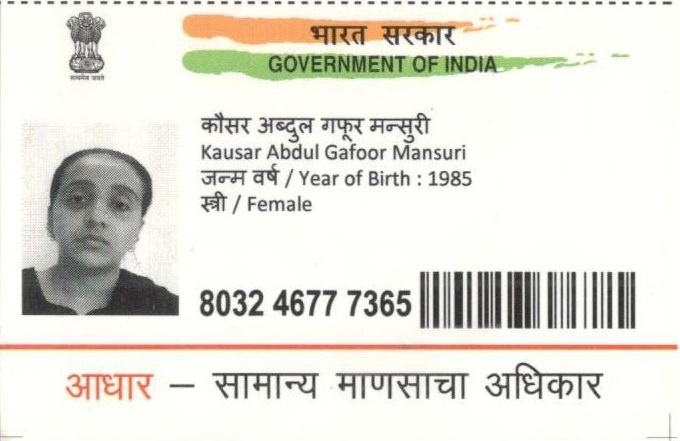 भारत सरकार
GOVERNMENT OF INDIA
सत्यमेव जयते
कौसर अब्दुल गफूर मन्सुरी
Kausar Abdul Gafoor Mansuri
जन्म वर्ष / Year of Birth : 1985
स्त्री / Female
8032 4677 7365
आधार – सामान्य माणसाचा अधिकार